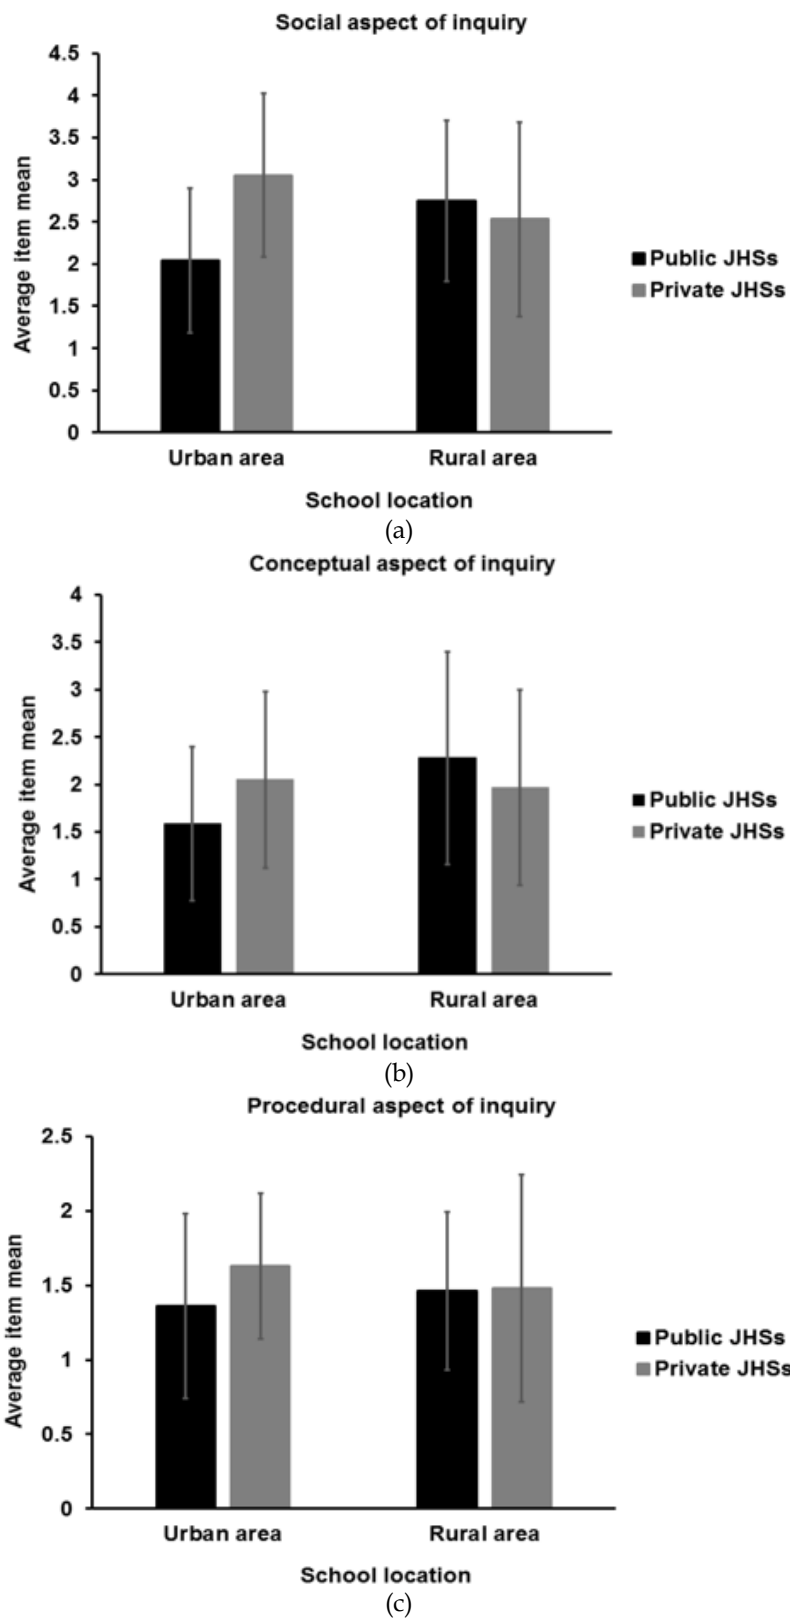 Social aspect of inquiry
4.5
4
3.5
3
2.5
2
1.5
1
0.5
0
Average item mean
Urban area
Rural area
School location
Public JHSs
Private JHSs
(a)
Conceptual aspect of inquiry
4
3.5
3
2.5
2
1.5
1
0.5
0
Average item mean
Urban area
Rural area
School location
Public JHSs
Private JHSs
(b)
Procedural aspect of inquiry
2.5
2
1.5
1
0.5
0
Average item mean
Urban area
Rural area
School location
Public JHSs
Private JHSs
(c)